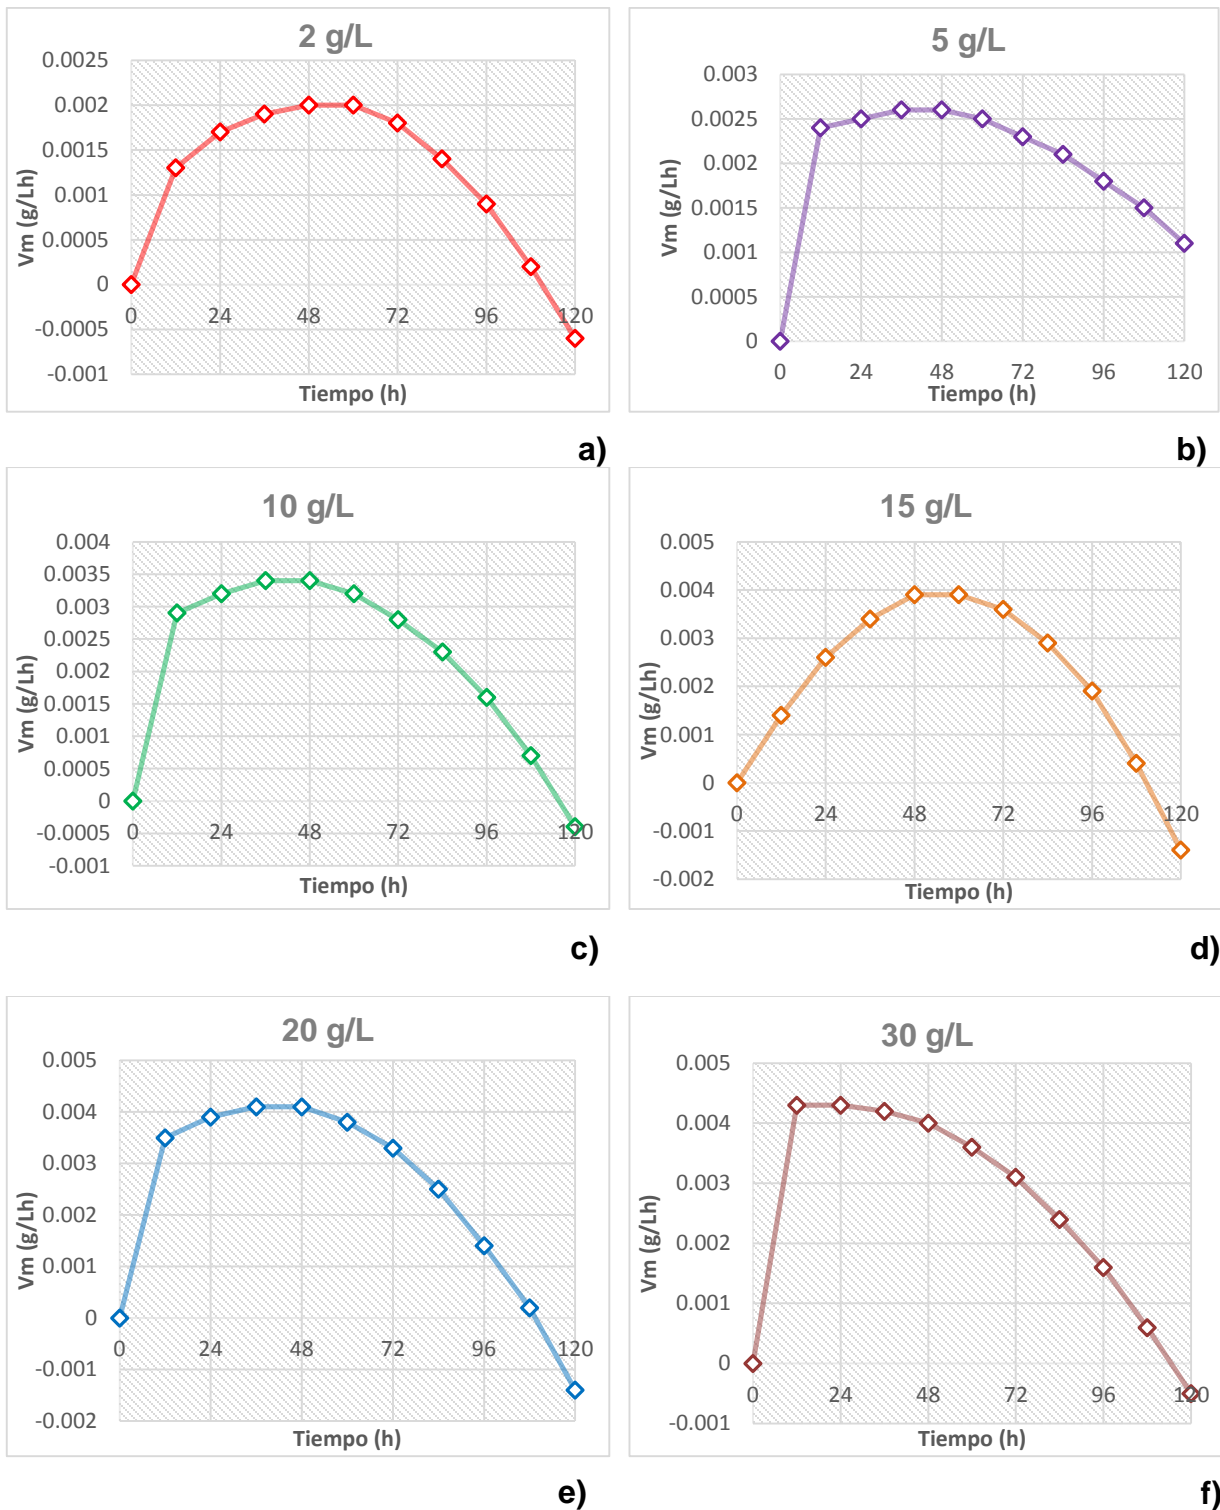 2 g/L
Vm (g/Lh)
0.0025
0.002
0.0015
0.001
0.0005
0
-0.0005
-0.001
0 24 48 72 96 120
Tiempo (h)
a)
5 g/L
Vm (g/Lh)
0.003
0.0025
0.002
0.0015
0.001
0.0005
0
0 24 48 72 96 120
Tiempo (h)
b)
10 g/L
Vm (g/Lh)
0.004
0.0035
0.003
0.0025
0.002
0.0015
0.001
0.0005
0
-0.0005
-0.001
0 24 48 72 96 120
Tiempo (h)
c)
15 g/L
Vm (g/Lh)
0.005
0.004
0.003
0.002
0.001
0
-0.001
-0.002
0 24 48 72 96 120
Tiempo (h)
d)
20 g/L
Vm (g/Lh)
0.005
0.004
0.003
0.002
0.001
0
-0.001
-0.002
0 24 48 72 96 120
Tiempo (h)
e)
30 g/L
Vm (g/Lh)
0.005
0.004
0.003
0.002
0.001
0
-0.001
0 24 48 72 96 120
Tiempo (h)
f)